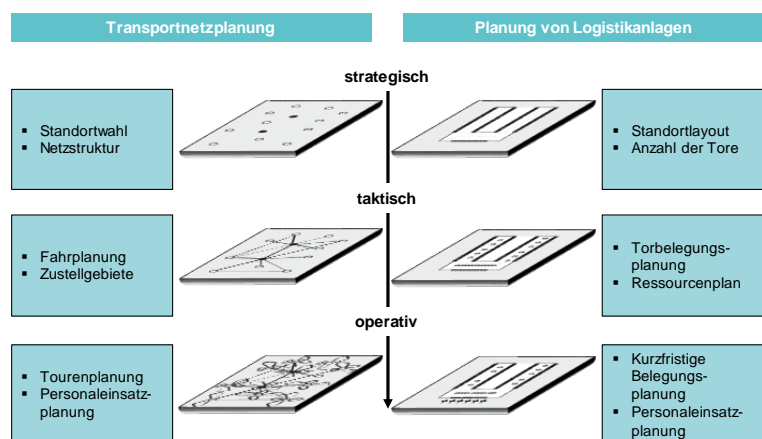 Transportnetzplanung
Planung von Logistikanlagen
strategisch
▪ Standortwahl
▪ Netzstruktur
▪ Standortlayout
▪ Anzahl der Tore
taktisch
▪ Fahrplanung
▪ Zustellgebiete
▪ Torbelegungs-
planung
▪ Ressourcenplan
operativ
▪ Tourenplanung
▪ Personaleinsatz-
planung
▪ Kurzfristige
Belegungs-
planung
▪ Personaleinsatz-
planung